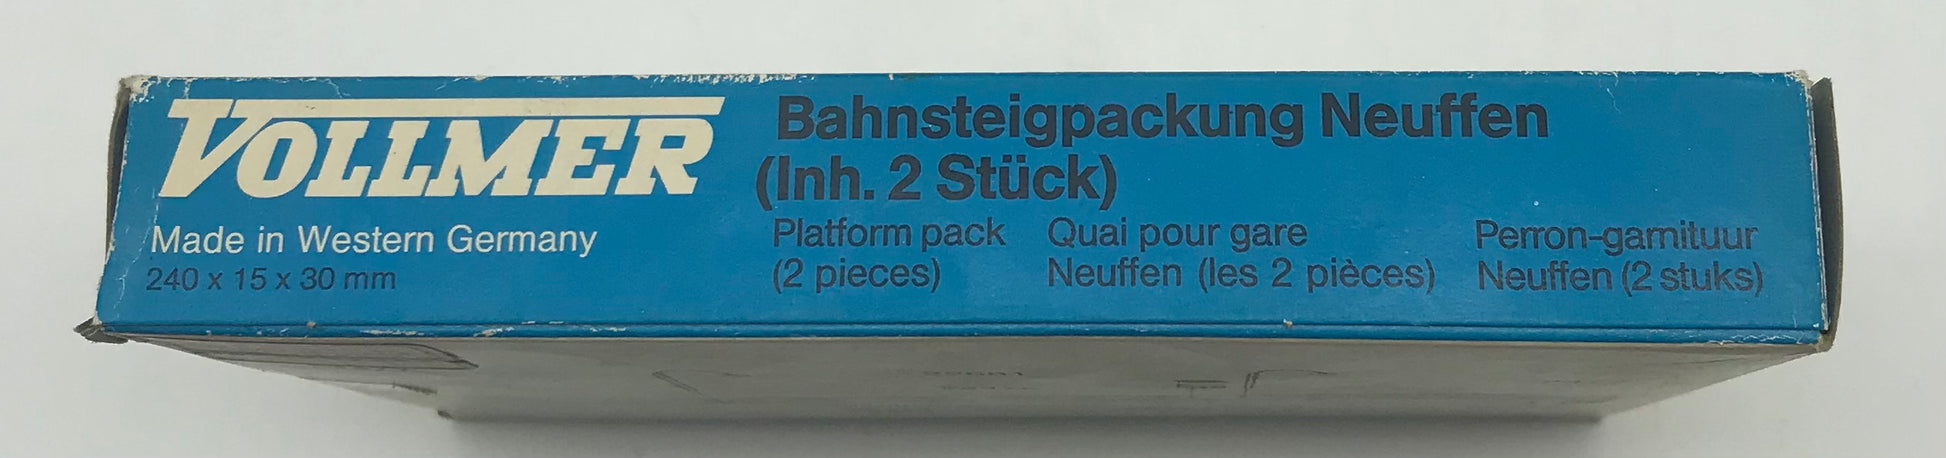 VOLLMER
Made in Western Germany
240 x 15 x 30 mm
Bahnsteigpackung Neuffen
(Inh. 2 Stück)
Platform pack
(2 pieces)
Quai pour gare
Neuffen (les 2 pièces)
Perron-garnituur
Neuffen (2 stuks)